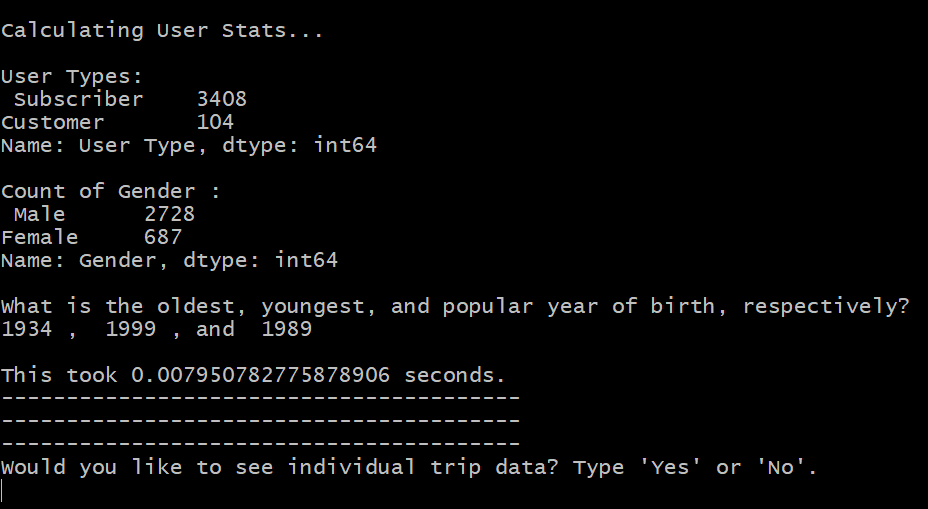 Calculating User Stats...
User Types:
 Subscriber    3408
Customer       104
Name: User Type, dtype: int64
Count of Gender :
 Male      2728
Female     687
Name: Gender, dtype: int64
What is the oldest, youngest, and popular year of birth, respectively?
1934 ,  1999 , and  1989
This took 0.007950782775878906 seconds.
----------------------------------------
----------------------------------------
----------------------------------------
Would you like to see individual trip data? Type 'Yes' or 'No'.